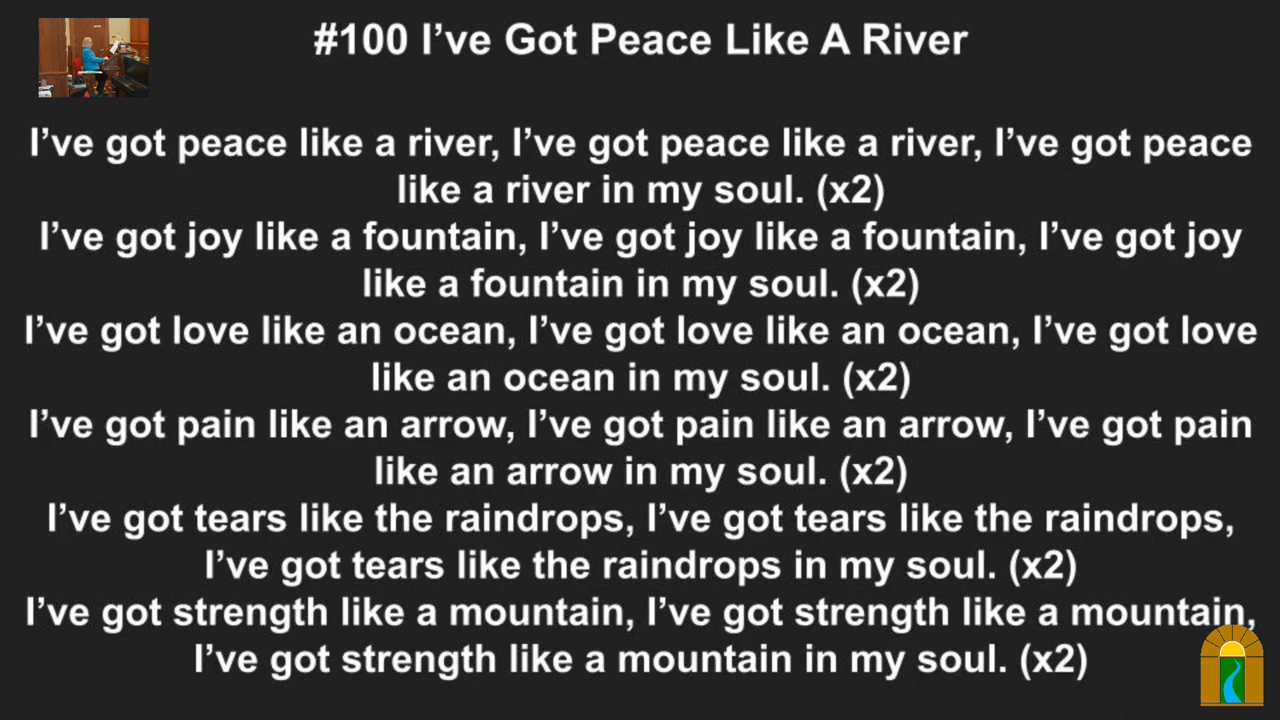 #100 I’ve Got Peace Like A River
I’ve got peace like a river, I’ve got peace like a river, I’ve got peace
like a river in my soul. (x2)
I’ve got joy like a fountain, I’ve got joy like a fountain, I’ve got joy
like a fountain in my soul. (x2)
I’ve got love like an ocean, I’ve got love like an ocean, I’ve got love
like an ocean in my soul. (x2)
I’ve got pain like an arrow, I’ve got pain like an arrow, I’ve got pain
like an arrow in my soul. (x2)
I’ve got tears like the raindrops, I’ve got tears like the raindrops,
I’ve got tears like the raindrops in my soul. (x2)
I’ve got strength like a mountain, I’ve got strength like a mountain,
I’ve got strength like a mountain in my soul. (x2)